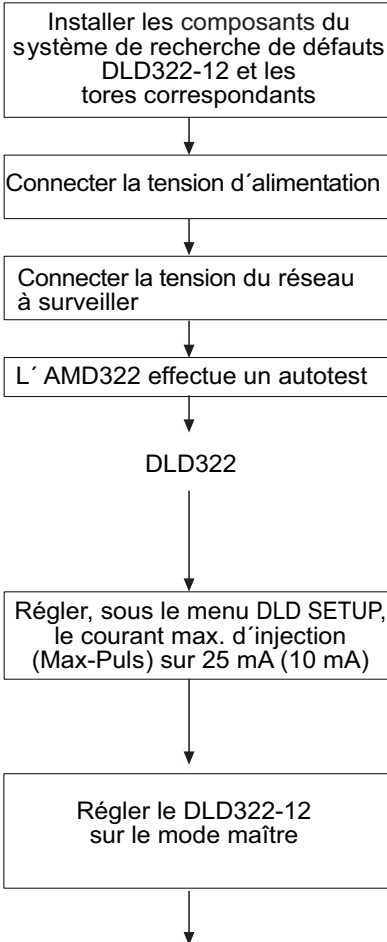 Installer les composants du
système de recherche de défauts
DLD322-12 et les
tores correspondants
Connecter la tension d´alimentation
Connecter la tension du réseau
à surveiller
L´ AMD322 effectue un autotest
DLD322
Régler, sous le menu DLD SETUP,
le courant max. d´injection
(Max-Puls) sur 25 mA (10 mA)
Régler le DLD322-12
sur le mode maître